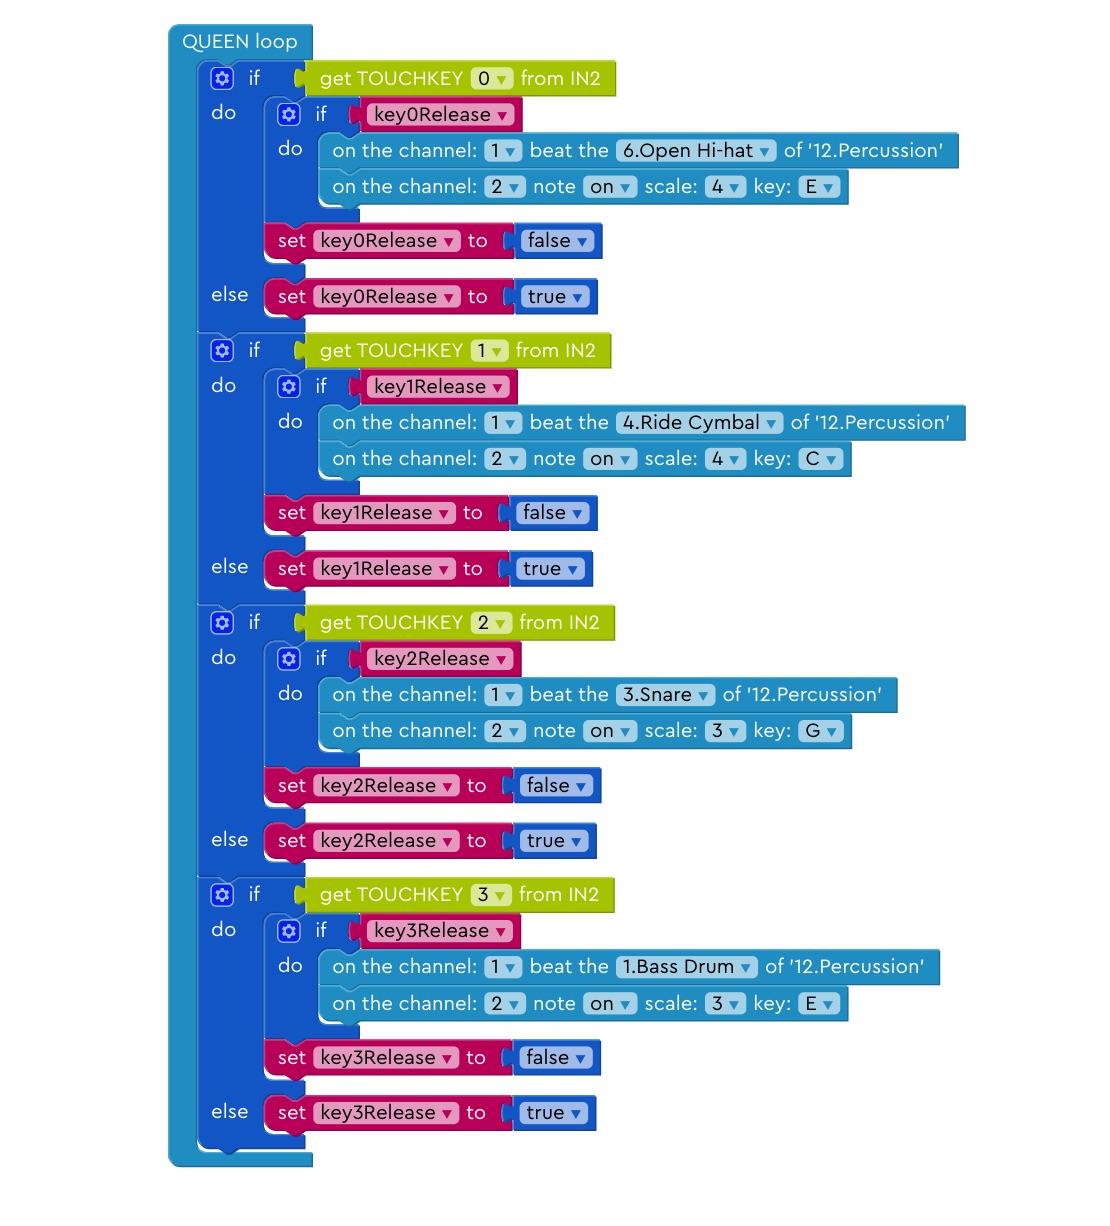 QUEEN loop
if get TOUCHKEY 0 from IN2
do if key0Release
do on the channel: 1 beat the 6.Open Hi-hat of '12.Percussion'
on the channel: 2 note on scale: 4 key: E
set key0Release to false
else set key0Release to true
if get TOUCHKEY 1 from IN2
do if key1Release
do on the channel: 1 beat the 4.Ride Cymbal of '12.Percussion'
on the channel: 2 note on scale: 4 key: C
set key1Release to false
else set key1Release to true
if get TOUCHKEY 2 from IN2
do if key2Release
do on the channel: 1 beat the 3.Snare of '12.Percussion'
on the channel: 2 note on scale: 3 key: G
set key2Release to false
else set key2Release to true
if get TOUCHKEY 3 from IN2
do if key3Release
do on the channel: 1 beat the 1.Bass Drum of '12.Percussion'
on the channel: 2 note on scale: 3 key: E
set key3Release to false
else set key3Release to true